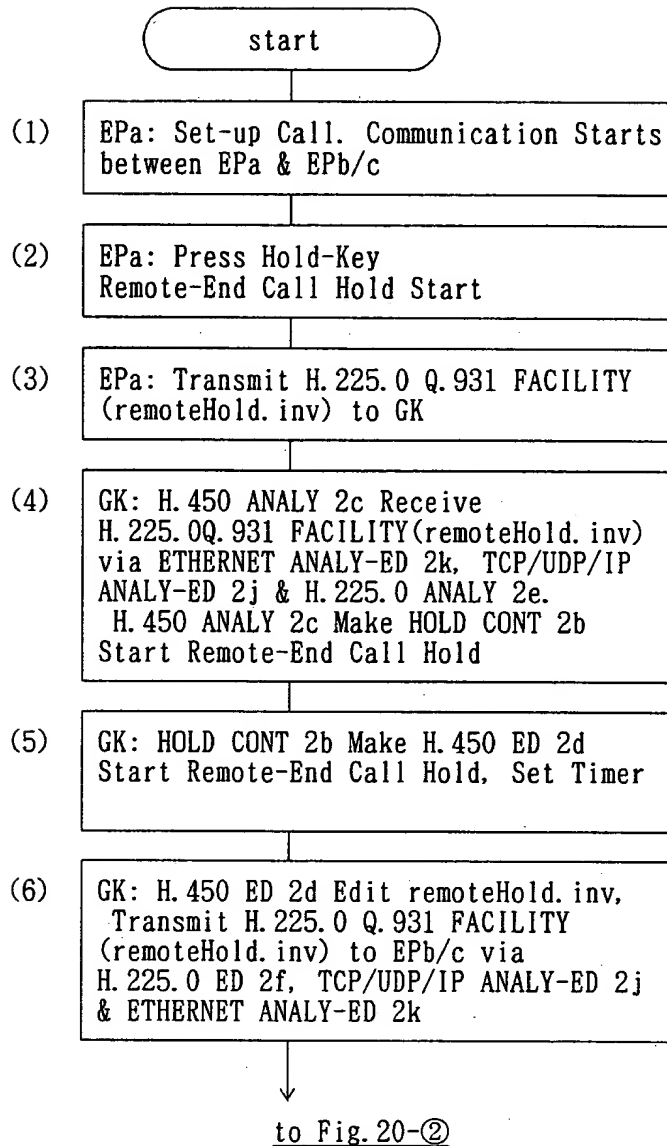 start
(1) EPa: Set-up Call. Communication Starts
between EPa & EPb/c
(2) EPa: Press Hold-Key
Remote-End Call Hold Start
(3) EPa: Transmit H.225.0 Q.931 FACILITY
(remoteHold.inv) to GK
(4) GK: H.450 ANALY 2c Receive
H.225.0Q.931 FACILITY(remoteHold.inv)
via ETHERNET ANALY-ED 2k, TCP/UDP/IP
ANALY-ED 2j & H.225.0 ANALY 2e.
H.450 ANALY 2c Make HOLD CONT 2b
Start Remote-End Call Hold
(5) GK: HOLD CONT 2b Make H.450 ED 2d
Start Remote-End Call Hold, Set Timer
(6) GK: H.450 ED 2d Edit remoteHold.inv,
Transmit H.225.0 Q.931 FACILITY
(remoteHold.inv) to EPb/c via
H.225.0 ED 2f, TCP/UDP/IP ANALY-ED 2j
& ETHERNET ANALY-ED 2k
to Fig.20-②